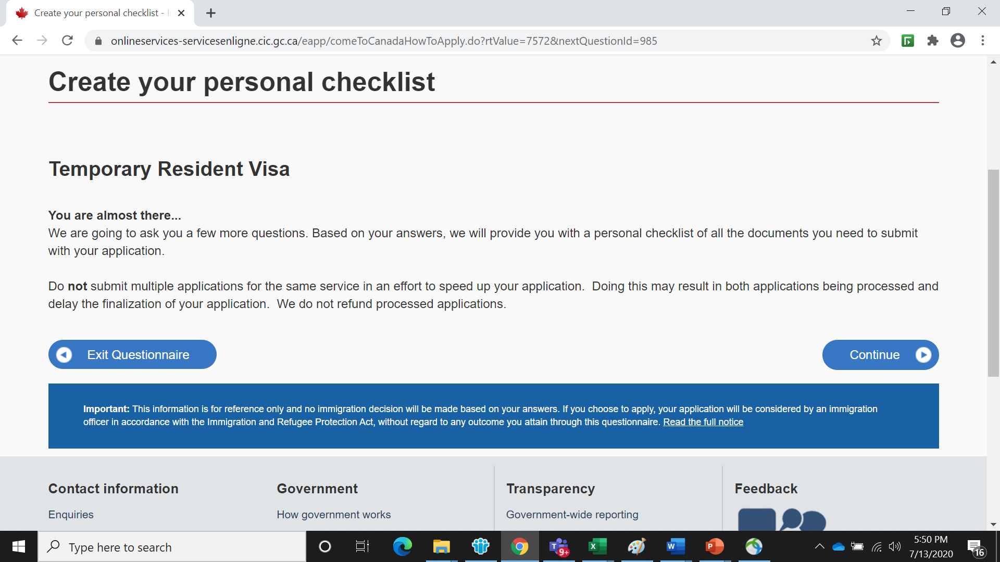 Create your personal checklist -
onlineservices-servicesenligne.cic.gc.ca/eapp/comeToCanadaHowToApply.do?rtValue=7572&nextQuestionId=985
Create your personal checklist
Temporary Resident Visa
You are almost there...
We are going to ask you a few more questions. Based on your answers, we will provide you with a personal checklist of all the documents you need to submit
with your application.
Do not submit multiple applications for the same service in an effort to speed up your application.  Doing this may result in both applications being processed and
delay the finalization of your application.  We do not refund processed applications.
Exit Questionnaire
Continue
Important: This information is for reference only and no immigration decision will be made based on your answers. If you choose to apply, your application will be considered by an immigration
officer in accordance with the Immigration and Refugee Protection Act, without regard to any outcome you attain through this questionnaire. Read the full notice
Contact information
Government
Transparency
Feedback
Enquiries
How government works
Government-wide reporting
Type here to search
T
9+
X
W
P
5:50 PM
7/13/2020
16